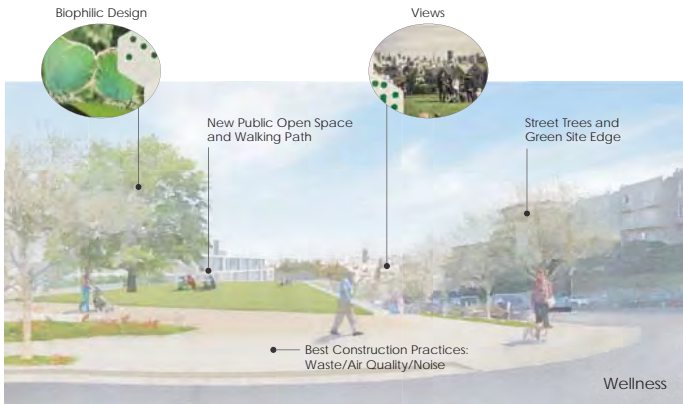 Biophilic Design
Views
New Public Open Space
and Walking Path
Street Trees and
Green Site Edge
Best Construction Practices:
Waste/Air Quality/Noise
Wellness